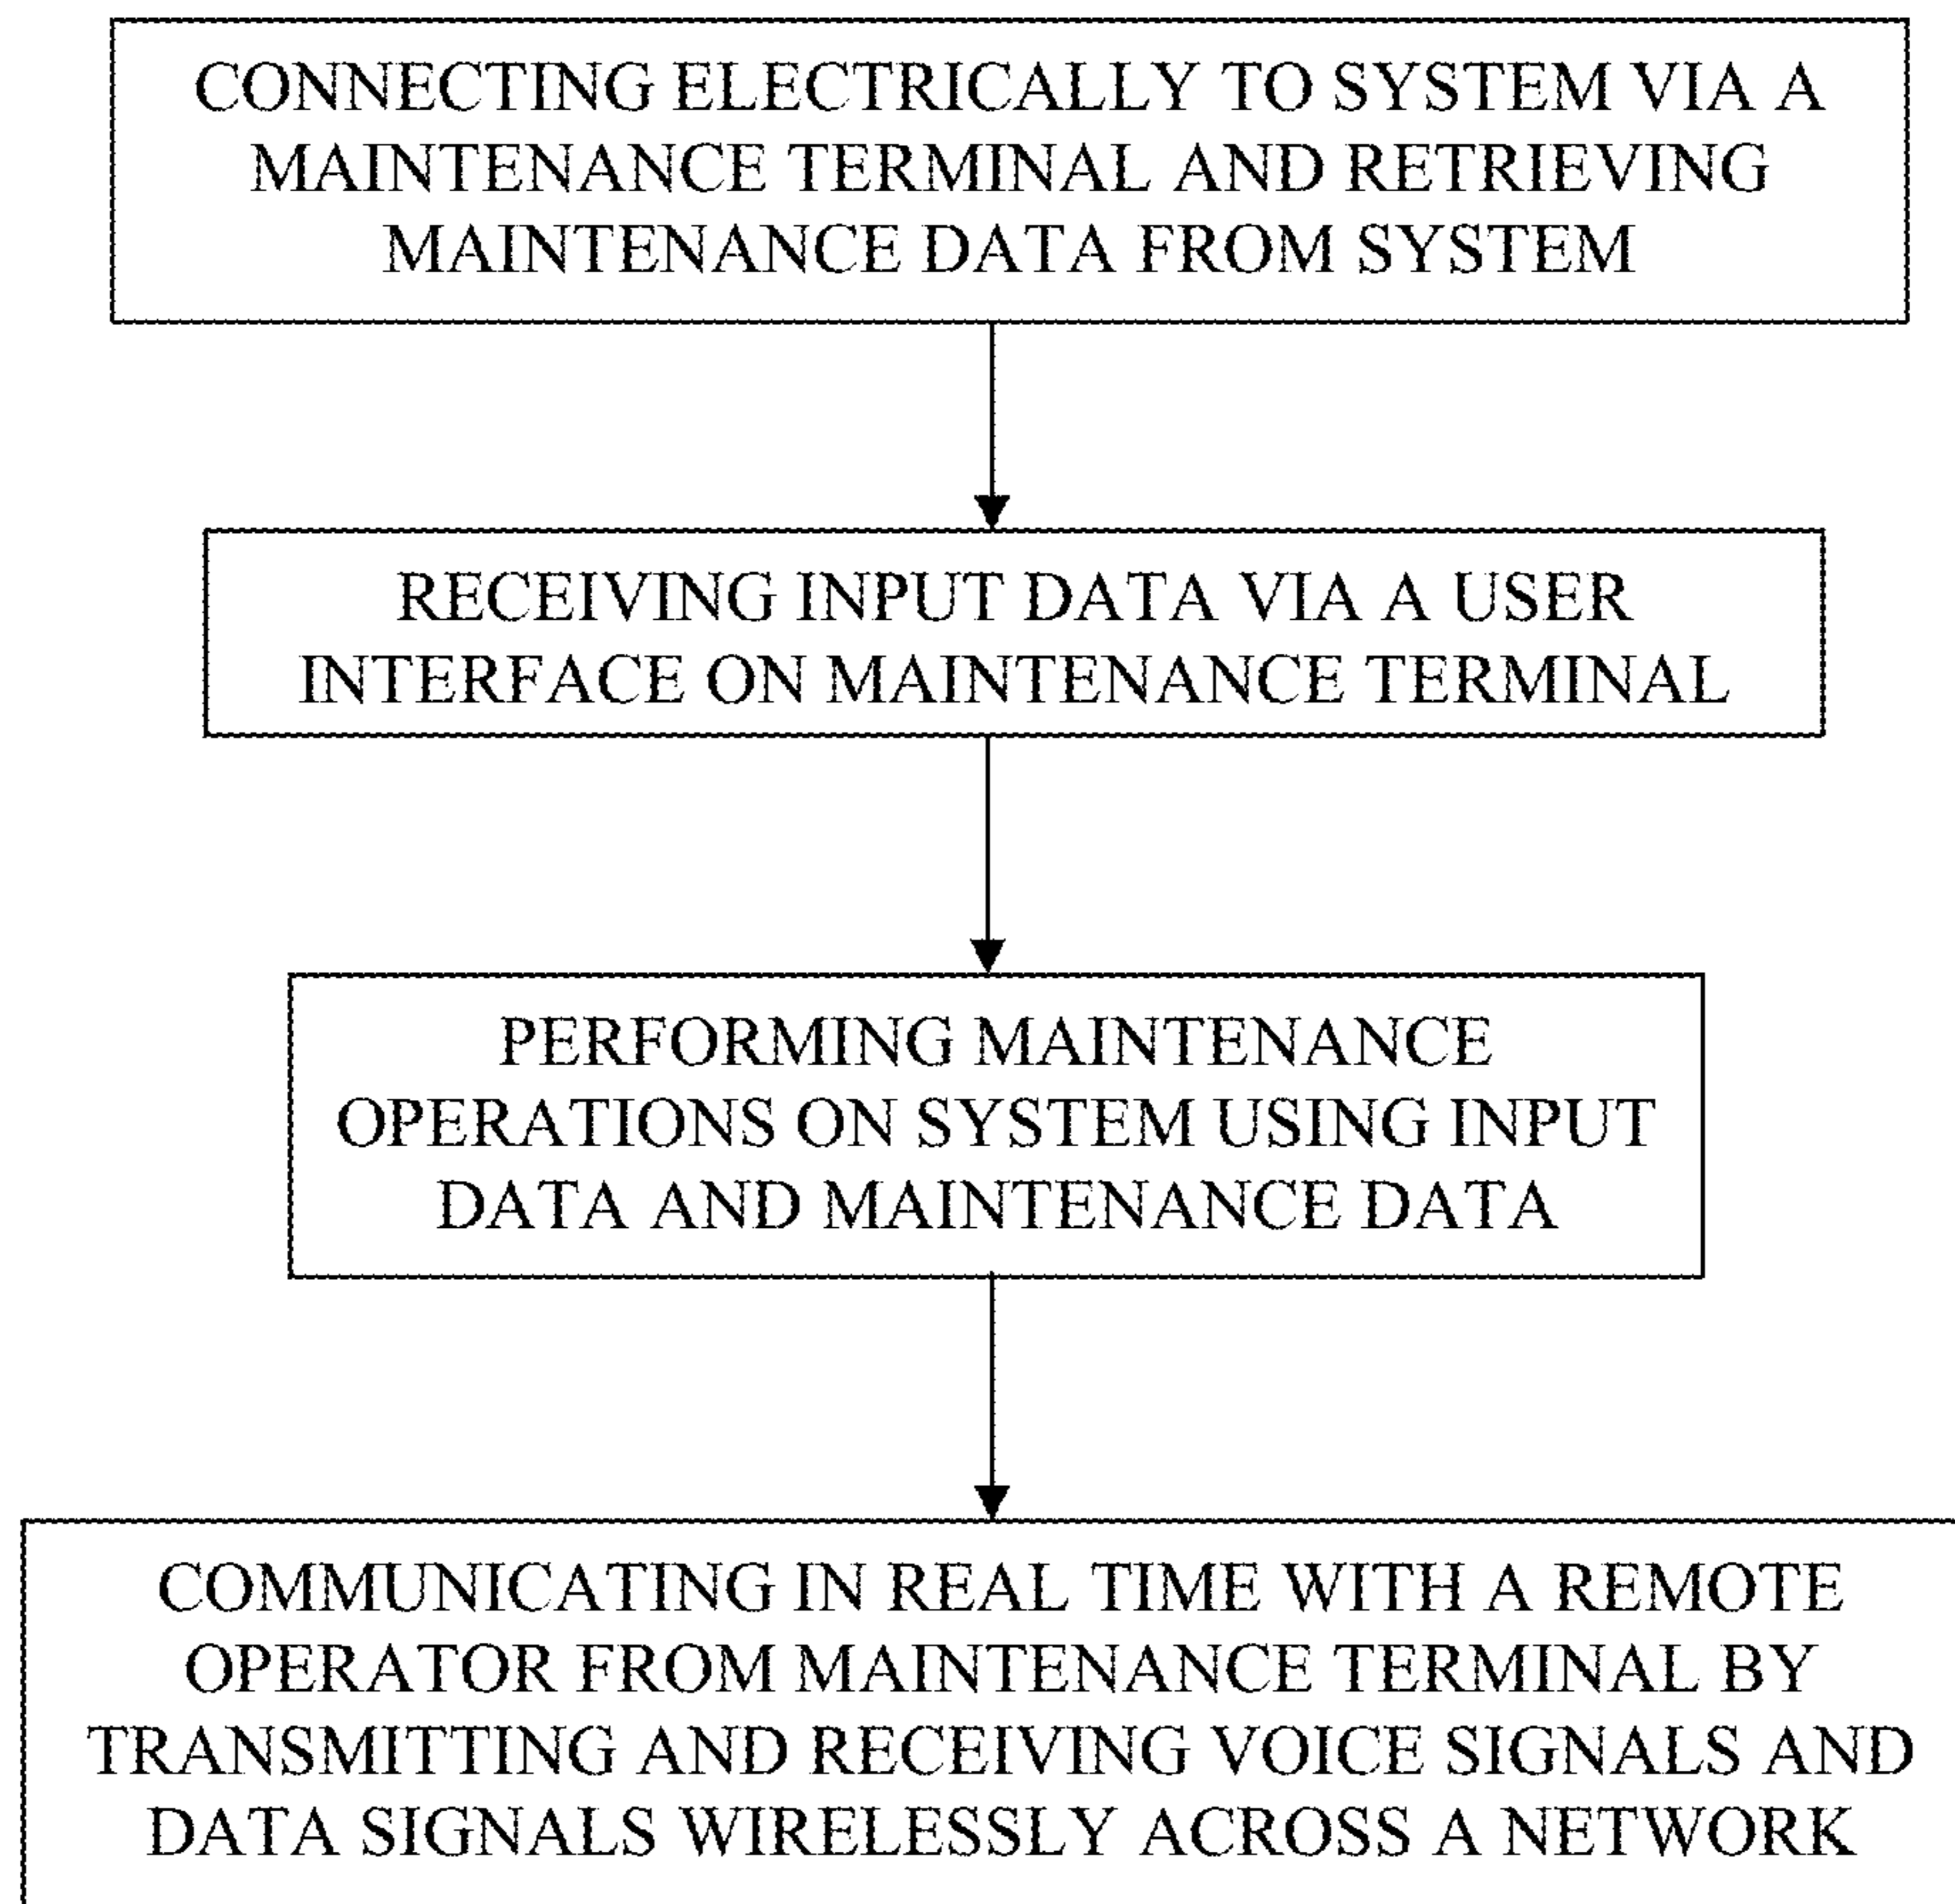 CONNECTING ELECTRICALLY TO SYSTEM VIA A
MAINTENANCE TERMINAL AND RETRIEVING
MAINTENANCE DATA FROM SYSTEM
RECEIVING INPUT DATA VIA A USER
INTERFACE ON MAINTENANCE TERMINAL
PERFORMING MAINTENANCE
OPERATIONS ON SYSTEM USING INPUT
DATA AND MAINTENANCE DATA
COMMUNICATING IN REAL TIME WITH A REMOTE
OPERATOR FROM MAINTENANCE TERMINAL BY
TRANSMITTING AND RECEIVING VOICE SIGNALS AND
DATA SIGNALS WIRELESSLY ACROSS A NETWORK